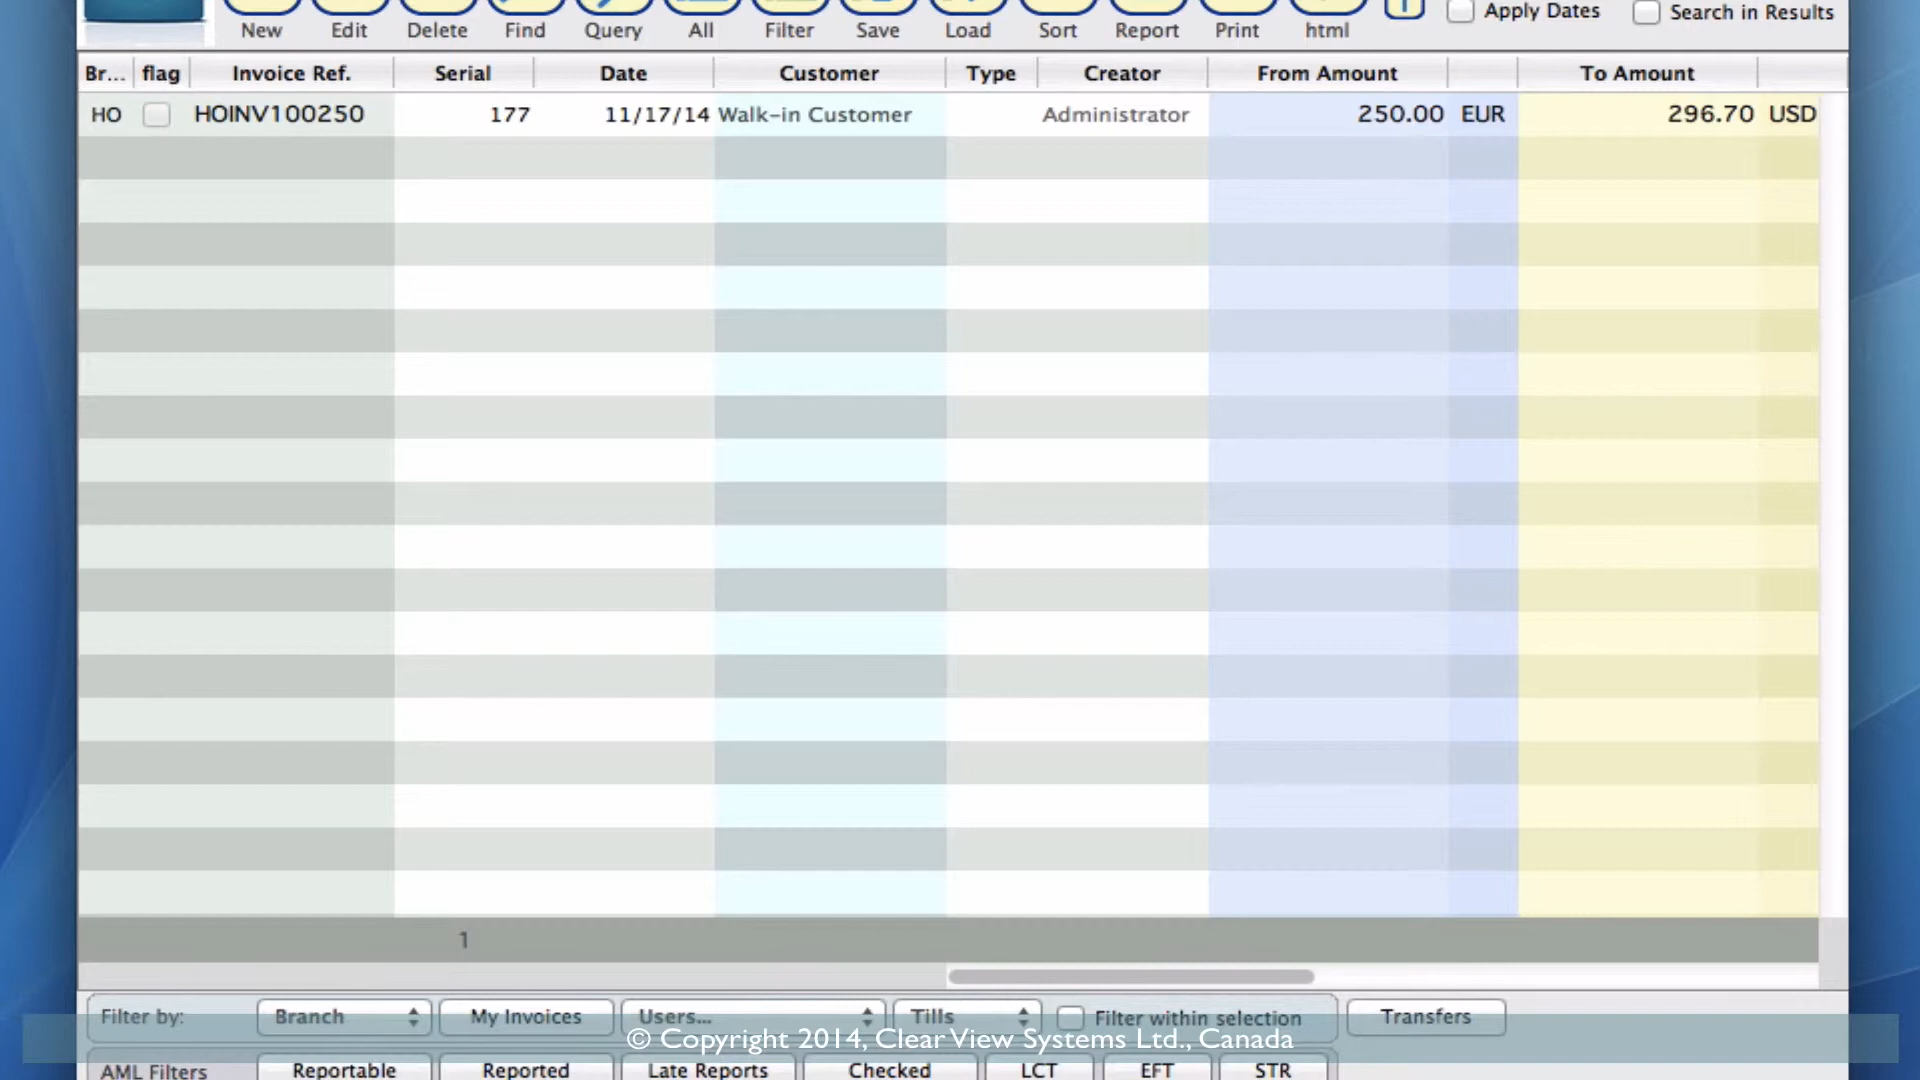 Apply Dates Search in Results
New Edit Delete Find Query All Filter Save Load Sort Report Print html
Br... flag Invoice Ref. Serial Date Customer Type Creator From Amount To Amount
HO HOINV100250 177 11/17/14 Walk-in Customer Administrator 250.00 EUR 296.70 USD
1
Filter by: Branch My Invoices Users... Tills Filter within selection Transfers
© Copyright 2014, Clear View Systems Ltd., Canada
AML Filters Reportable Reported Late Reports Checked LCT EFT STR